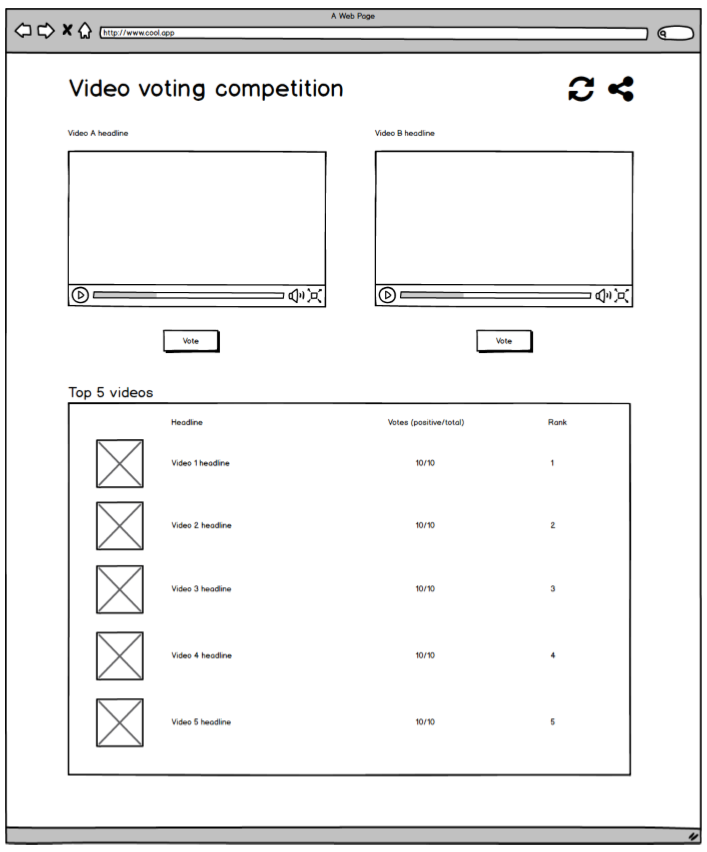 A Web Page
http://www.cool.app
Video voting competition
Video A headline
Video B headline
Vote
Vote
Top 5 videos
Headline Votes (positive/total) Rank
Video 1 headline 10/10 1
Video 2 headline 10/10 2
Video 3 headline 10/10 3
Video 4 headline 10/10 4
Video 5 headline 10/10 5